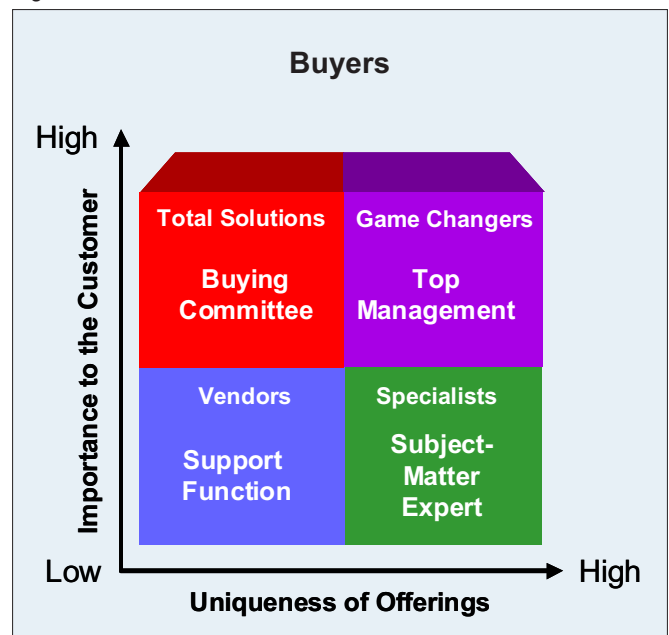 Buyers
High
Importance to the Customer
Total Solutions
Buying
Committee
Game Changers
Top
Management
Vendors
Support
Function
Specialists
Subject-
Matter
Expert
Low
High
Uniqueness of Offerings